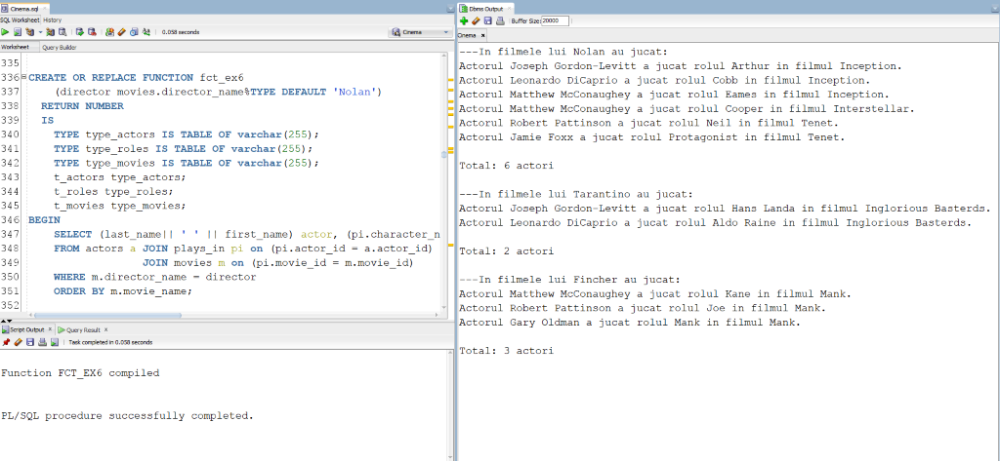 Cinema.sql
SQL Worksheet History
0.058 seconds
Cinema
Worksheet Query Builder
335
336 CREATE OR REPLACE FUNCTION fct_ex6
337 (director movies.director_name%TYPE DEFAULT 'Nolan')
338 RETURN NUMBER
339 IS
340 TYPE type_actors IS TABLE OF varchar(255);
341 TYPE type_roles IS TABLE OF varchar(255);
342 TYPE type_movies IS TABLE OF varchar(255);
343 t_actors type_actors;
344 t_roles type_roles;
345 t_movies type_movies;
346 BEGIN
347 SELECT (last_name|| ' ' || first_name) actor, (pi.character_n
348 FROM actors a JOIN plays_in pi on (pi.actor_id = a.actor_id)
349 JOIN movies m on (pi.movie_id = m.movie_id)
350 WHERE m.director_name = director
351 ORDER BY m.movie_name;
352
Script Output Query Result
Task completed in 0.058 seconds
Function FCT_EX6 compiled
PL/SQL procedure successfully completed.
Dbms Output
Buffer Size: 20000
Cinema
---In filmele lui Nolan au jucat:
Actorul Joseph Gordon-Levitt a jucat rolul Arthur in filmul Inception.
Actorul Leonardo DiCaprio a jucat rolul Cobb in filmul Inception.
Actorul Matthew McConaughey a jucat rolul Eames in filmul Inception.
Actorul Matthew McConaughey a jucat rolul Cooper in filmul Interstellar.
Actorul Robert Pattinson a jucat rolul Neil in filmul Tenet.
Actorul Jamie Foxx a jucat rolul Protagonist in filmul Tenet.
Total: 6 actori
---In filmele lui Tarantino au jucat:
Actorul Joseph Gordon-Levitt a jucat rolul Hans Landa in filmul Inglorious Basterds.
Actorul Leonardo DiCaprio a jucat rolul Aldo Raine in filmul Inglorious Basterds.
Total: 2 actori
---In filmele lui Fincher au jucat:
Actorul Matthew McConaughey a jucat rolul Kane in filmul Mank.
Actorul Robert Pattinson a jucat rolul Joe in filmul Mank.
Actorul Gary Oldman a jucat rolul Mank in filmul Mank.
Total: 3 actori